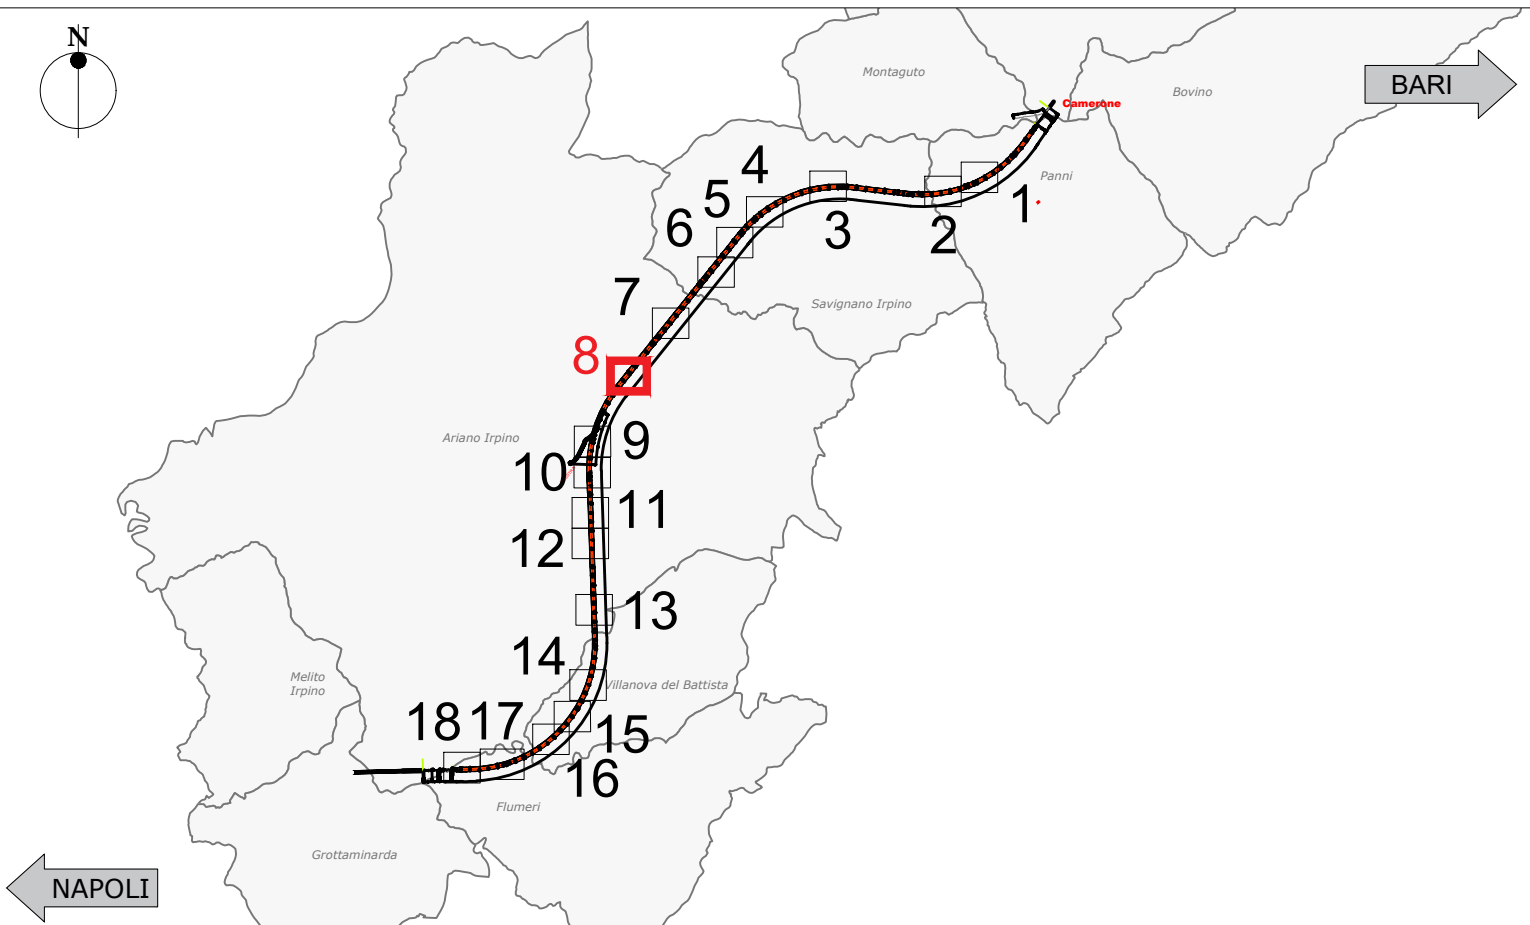 N
Montaguto
Bovino
BARI
Camerone
4
Panni
5
1
6
3
2
7
Savignano Irpino
8
Ariano Irpino
9
10
11
12
13
14
Melito
Irpino
Villanova del Battista
18
17
15
16
Flumeri
Grottaminarda
NAPOLI